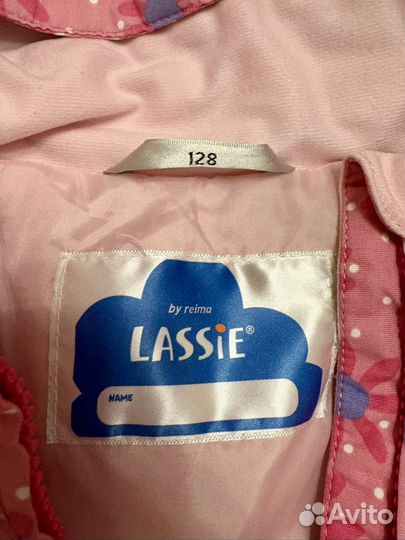 128
by reima
LASSiE®
NAME
Avito